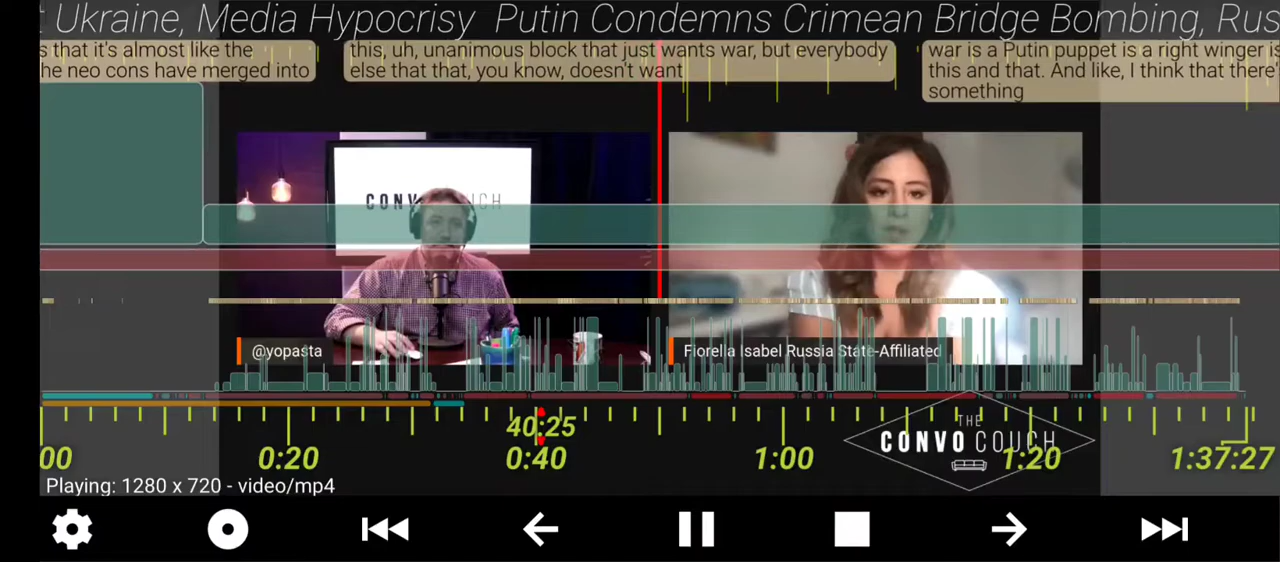 t Ukraine, Media Hypocrisy Putin Condemns Crimean Bridge Bombing, Rus
s that it's almost like the
he neo cons have merged into
this, uh, unanimous block that just wants war, but everybody
else that that, you know, doesn't want
war is a Putin puppet is a right winger is
this and that. And like, I think that there'
something
CONV CH
@yopasta
Fiorella Isabel Russia State-Affiliated
THE
CONVO COUCH
40:25
00 0:20 0:40 1:00 1:20 1:37:27
Playing: 1280 x 720 - video/mp4